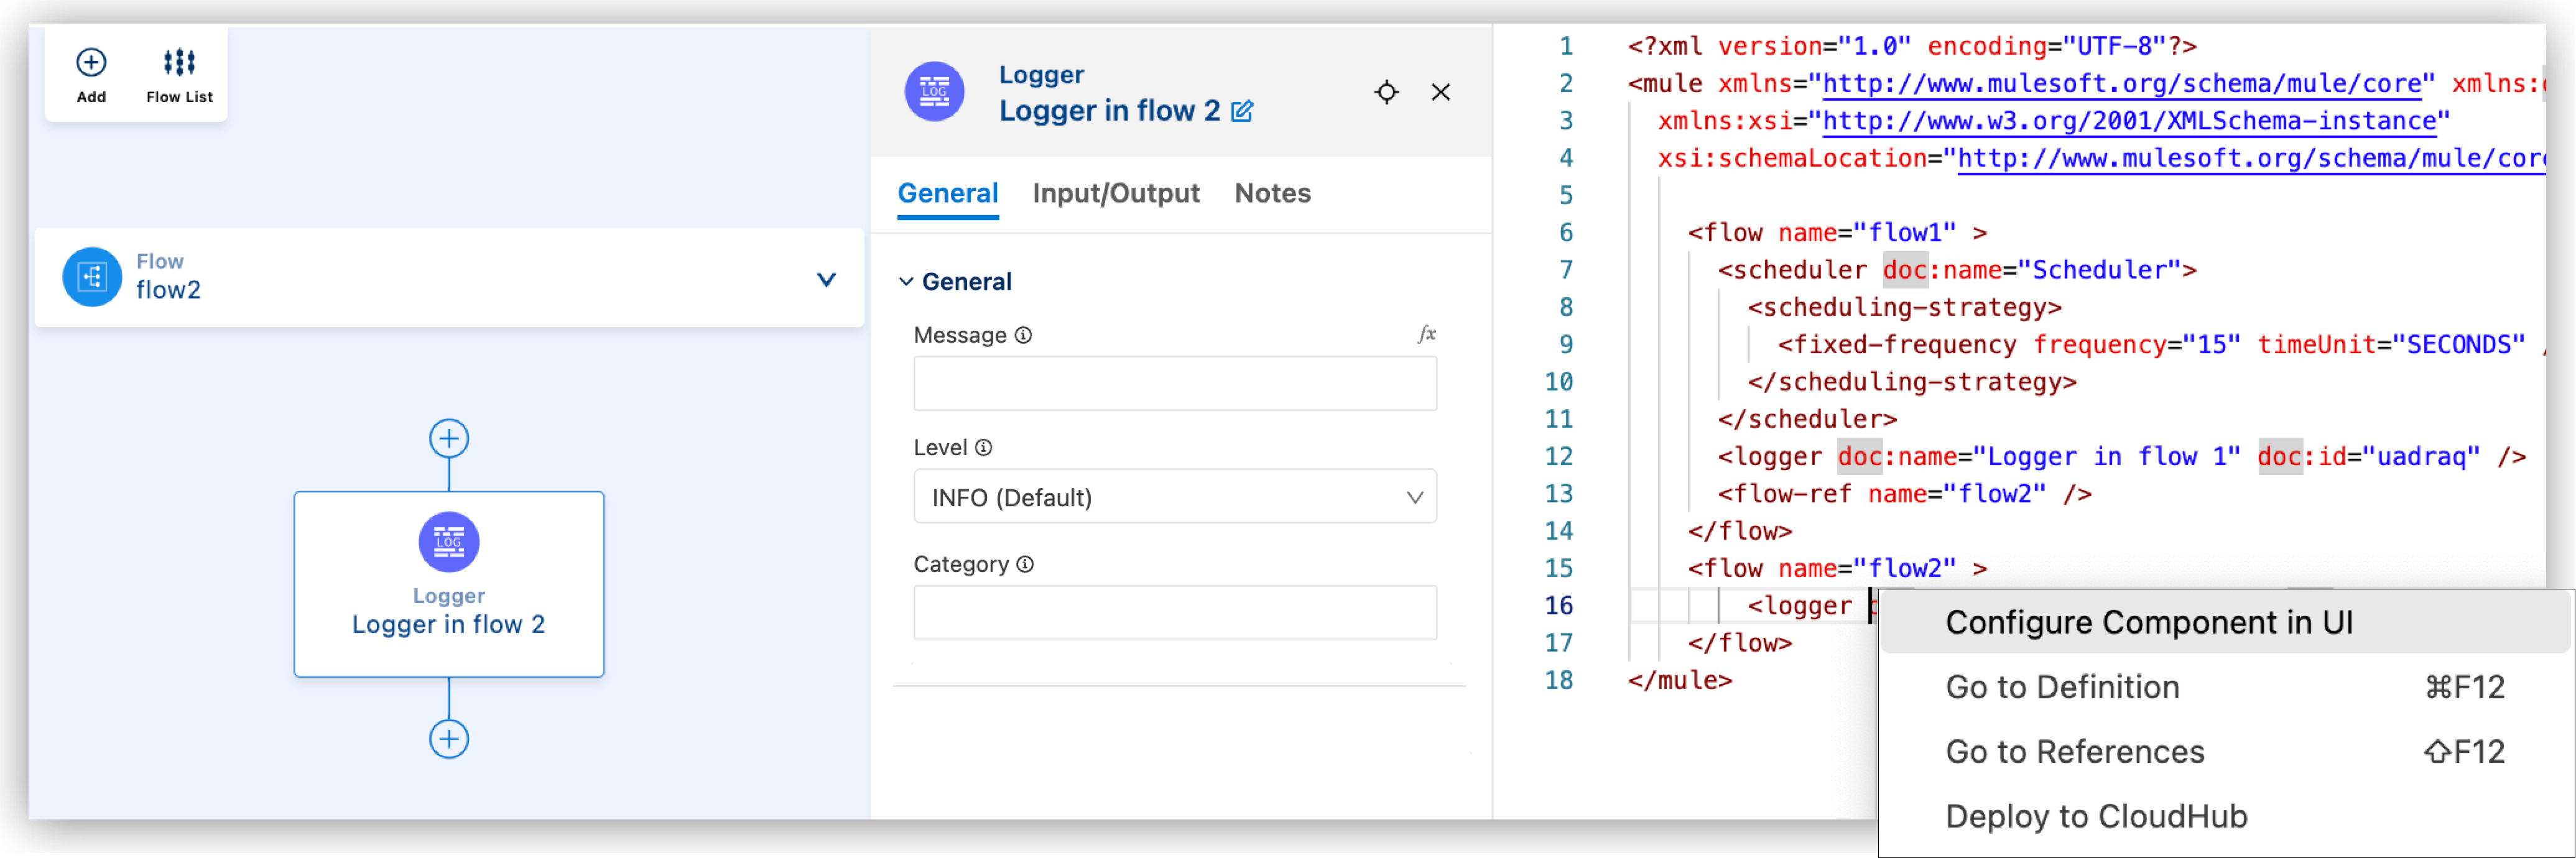 Add
Flow List
Flow
flow2
LOG
Logger
Logger in flow 2
LOG
Logger
Logger in flow 2
General Input/Output Notes
General
Message
fx
Level
INFO (Default)
Category
1 <?xml version="1.0" encoding="UTF-8"?>
2 <mule xmlns="http://www.mulesoft.org/schema/mule/core" xmlns:
3 xmlns:xsi="http://www.w3.org/2001/XMLSchema-instance"
4 xsi:schemaLocation="http://www.mulesoft.org/schema/mule/cor
5
6 <flow name="flow1" >
7 <scheduler doc:name="Scheduler">
8 <scheduling-strategy>
9 <fixed-frequency frequency="15" timeUnit="SECONDS"
10 </scheduling-strategy>
11 </scheduler>
12 <logger doc:name="Logger in flow 1" doc:id="uadraq" />
13 <flow-ref name="flow2" />
14 </flow>
15 <flow name="flow2" >
16 <logger
17 </flow>
18 </mule>
Configure Component in UI
Go to Definition ⌘F12
Go to References ⇧F12
Deploy to CloudHub